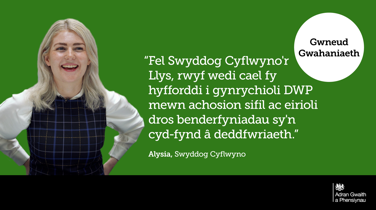 Gwneud
Gwahaniaeth
“Fel Swyddog Cyflwyno'r
Llys, rwyf wedi cael fy
hyfforddi i gynrychioli DWP
mewn achosion sifil ac eirioli
dros benderfyniadau sy'n
cyd-fynd â deddfwriaeth.”
Alysia, Swyddog Cyflwyno
Adran Gwaith
a Phensiynau